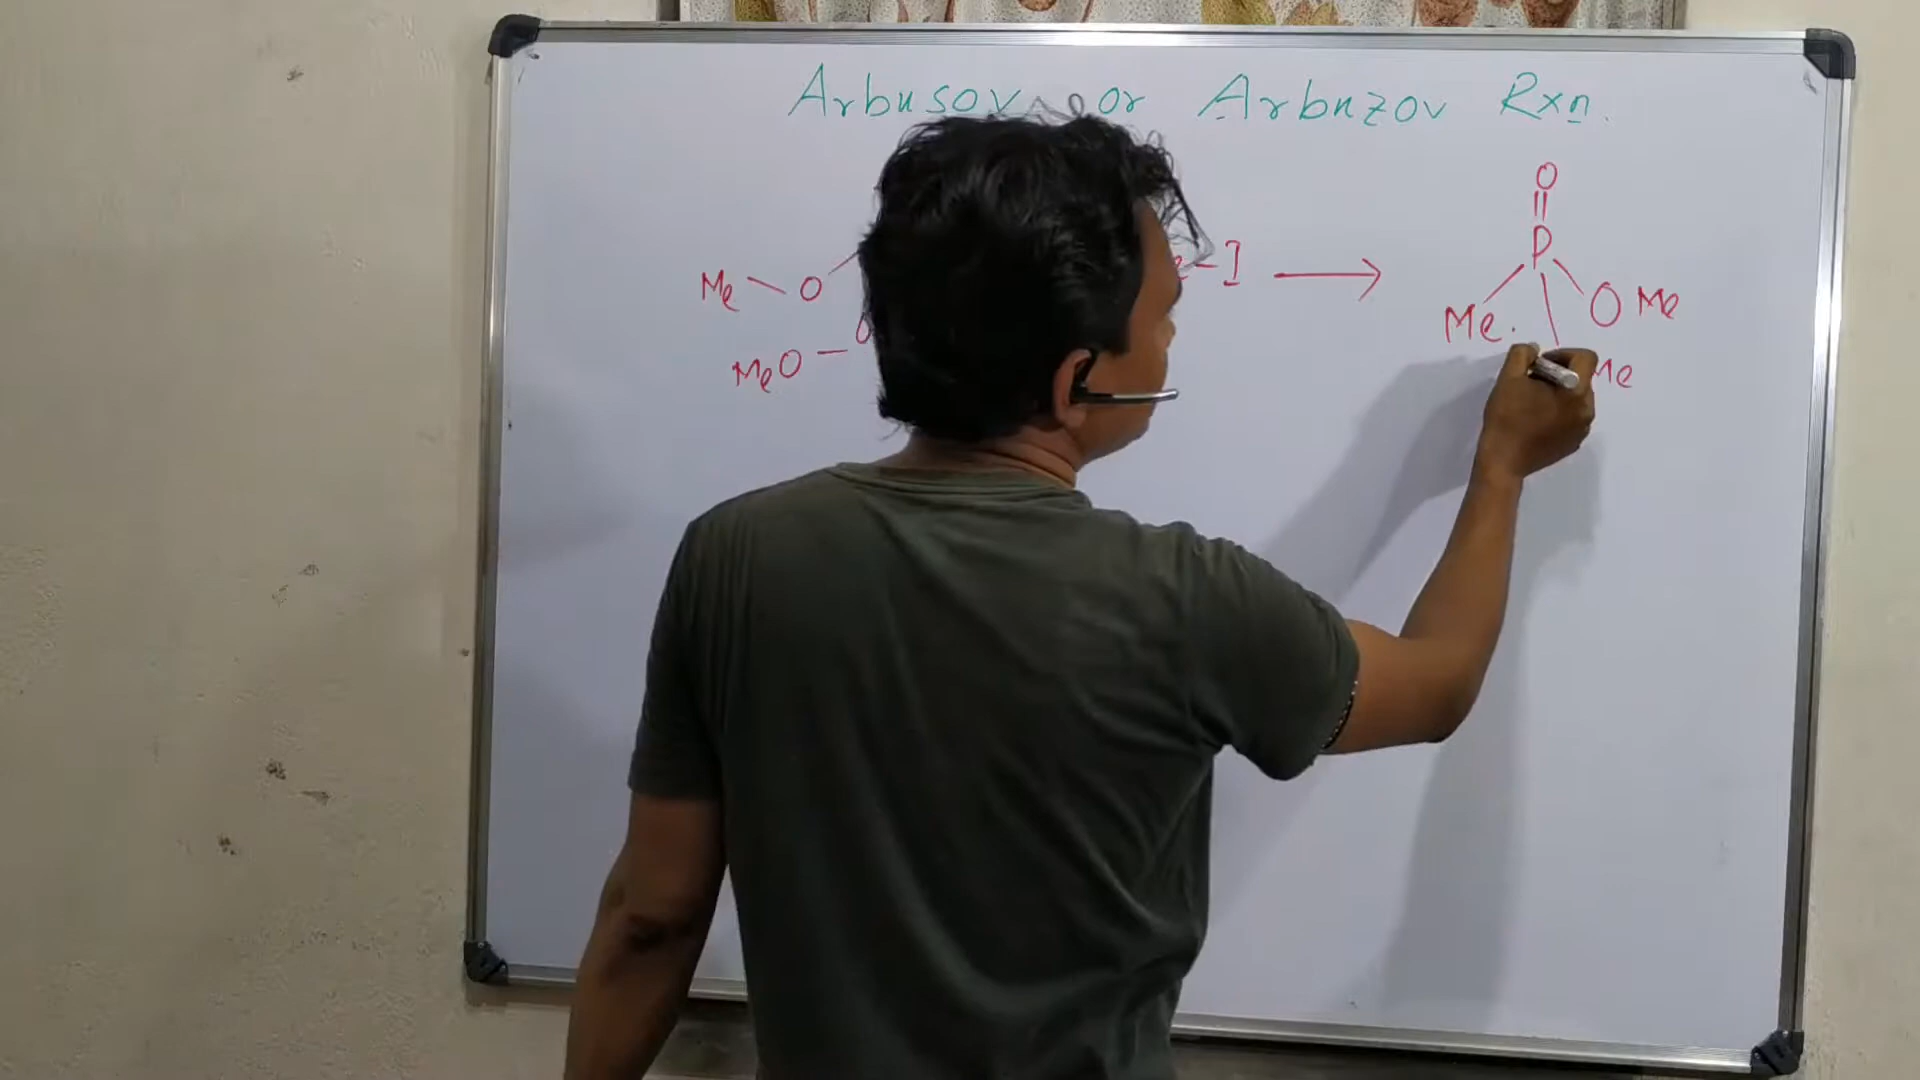 Arbusov or Arbuzov Rxn.
O
P
Me-O -I → Me. O Me
MeO- Me